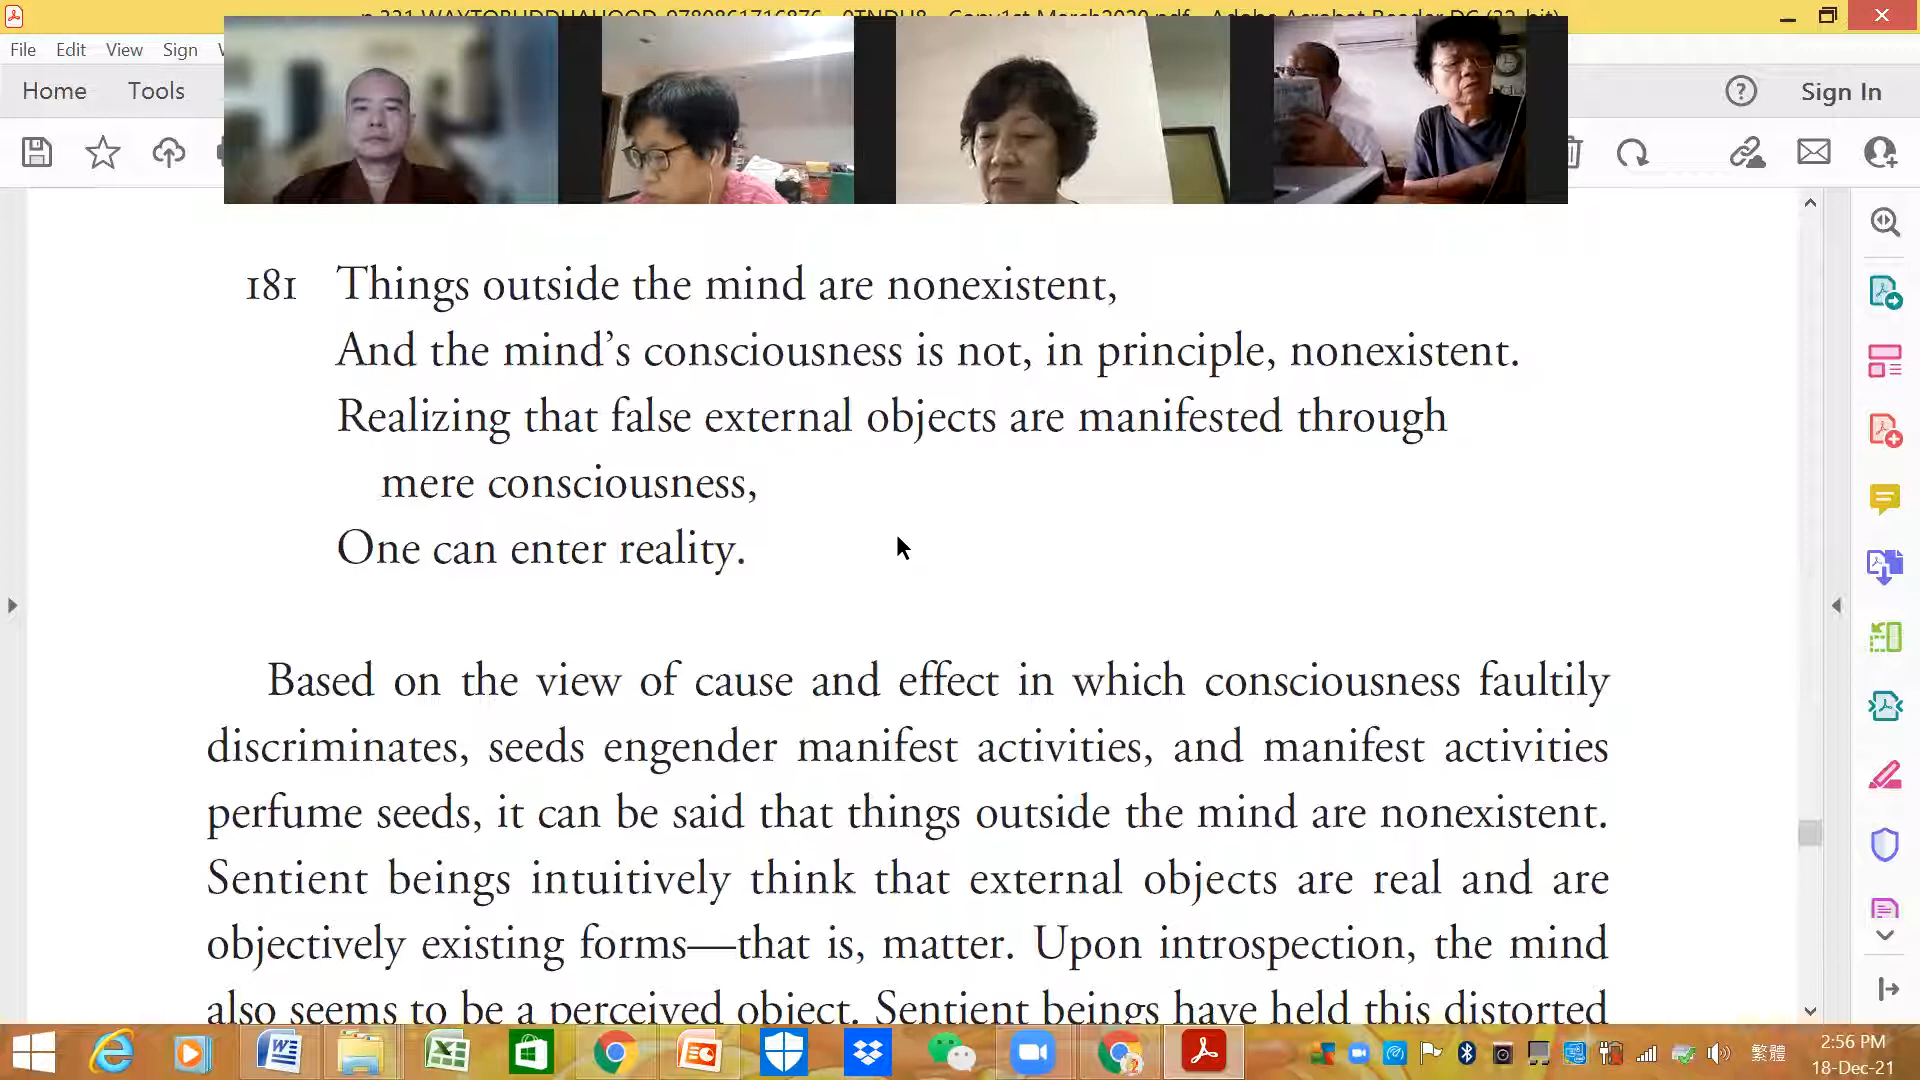 File Edit View Sign
Home Tools
Sign In
181 Things outside the mind are nonexistent,
And the mind’s consciousness is not, in principle, nonexistent.
Realizing that false external objects are manifested through
mere consciousness,
One can enter reality.
Based on the view of cause and effect in which consciousness faultily
discriminates, seeds engender manifest activities, and manifest activities
perfume seeds, it can be said that things outside the mind are nonexistent.
Sentient beings intuitively think that external objects are real and are
objectively existing forms—that is, matter. Upon introspection, the mind
also seems to be a perceived object. Sentient beings have held this distorted
繁體
2:56 PM
18-Dec-21